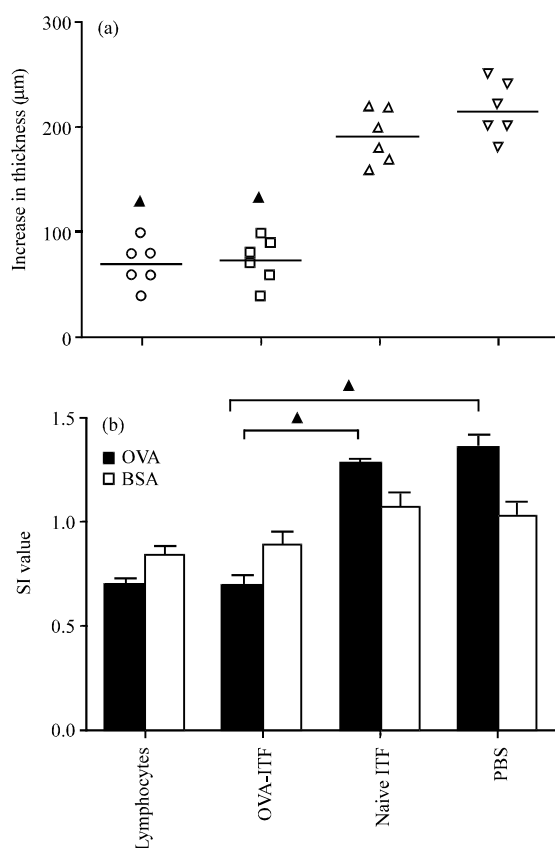 (a)
Increase in thickness (μm)
300
200
100
0
(b)
OVA
BSA
SI value
1.5
1.0
0.5
0.0
Lymphocytes
OVA-ITF
Naive ITF
PBS